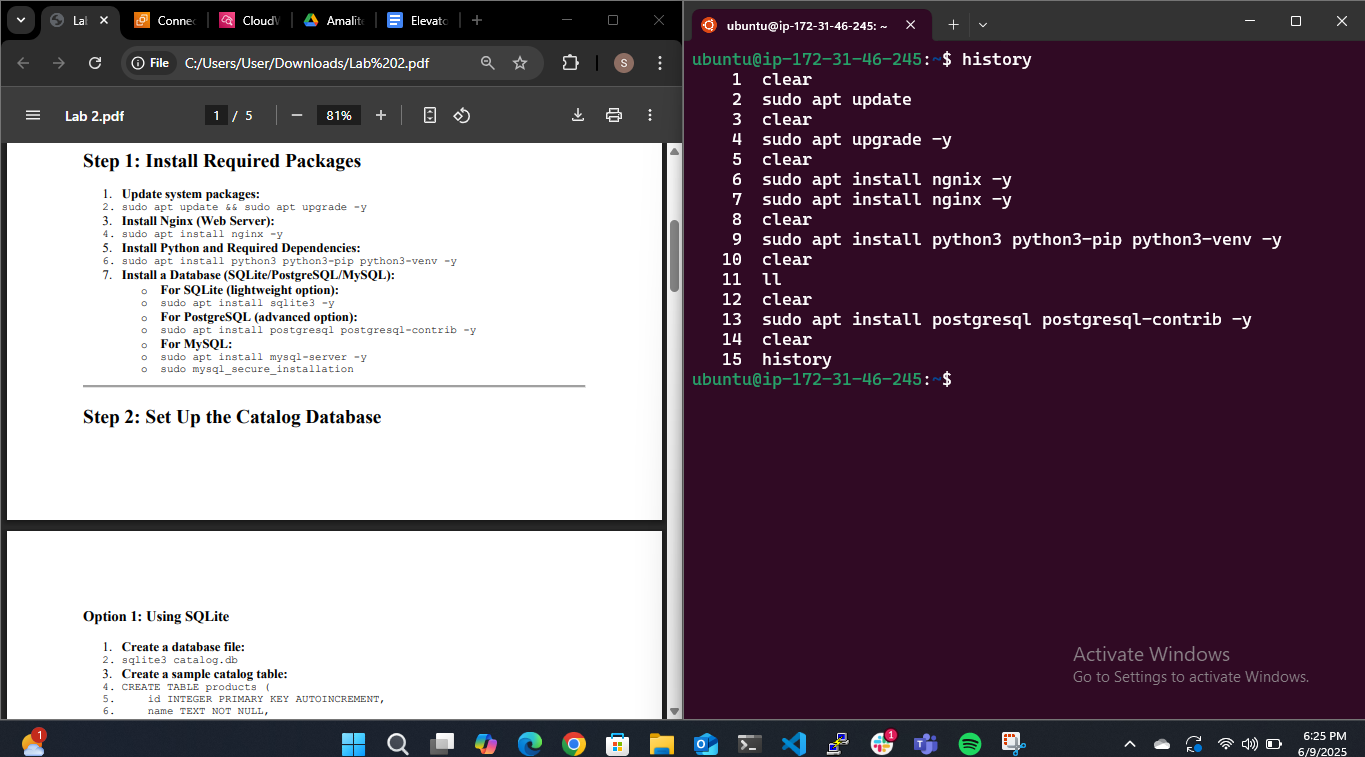 La
Connec
CloudW
Amalite
Elevato
ubuntu@ip-172-31-46-245: ~
File
C:/Users/User/Downloads/Lab%202.pdf
S
Lab 2.pdf
1 / 5
81%
Step 1: Install Required Packages
1. Update system packages:
2. sudo apt update && sudo apt upgrade -y
3. Install Nginx (Web Server):
4. sudo apt install nginx -y
5. Install Python and Required Dependencies:
6. sudo apt install python3 python3-pip python3-venv -y
7. Install a Database (SQLite/PostgreSQL/MySQL):
o For SQLite (lightweight option):
o sudo apt install sqlite3 -y
o For PostgreSQL (advanced option):
o sudo apt install postgresql postgresql-contrib -y
o For MySQL:
o sudo apt install mysql-server -y
o sudo mysql_secure_installation
Step 2: Set Up the Catalog Database
Option 1: Using SQLite
1. Create a database file:
2. sqlite3 catalog.db
3. Create a sample catalog table:
4. CREATE TABLE products (
5. id INTEGER PRIMARY KEY AUTOINCREMENT,
6. name TEXT NOT NULL,
ubuntu@ip-172-31-46-245:~$ history
1 clear
2 sudo apt update
3 clear
4 sudo apt upgrade -y
5 clear
6 sudo apt install ngnix -y
7 sudo apt install nginx -y
8 clear
9 sudo apt install python3 python3-pip python3-venv -y
10 clear
11 ll
12 clear
13 sudo apt install postgresql postgresql-contrib -y
14 clear
15 history
ubuntu@ip-172-31-46-245:~$
Activate Windows
Go to Settings to activate Windows.
1
1
6:25 PM
6/9/2025